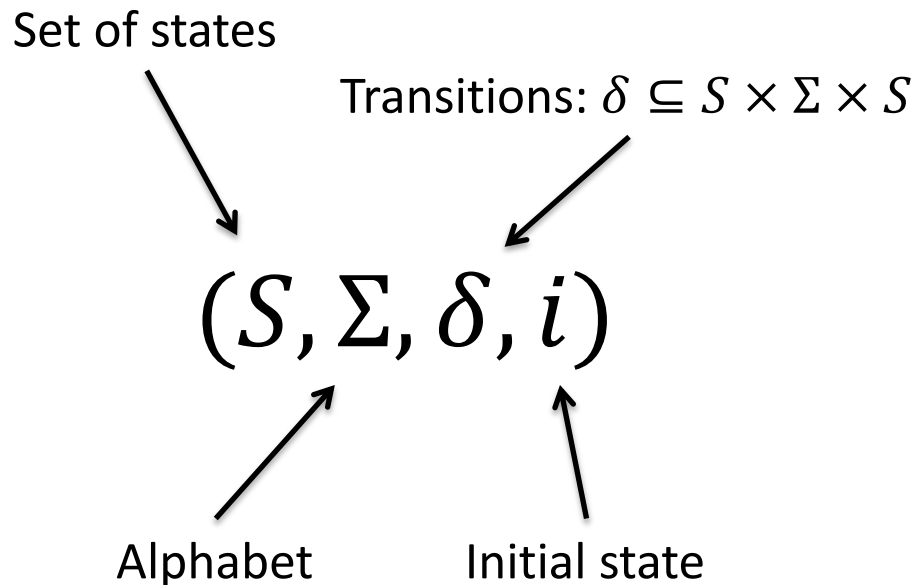 Set of states
Transitions: δ ⊆ S × Σ × S
(S, Σ, δ, i)
Alphabet
Initial state